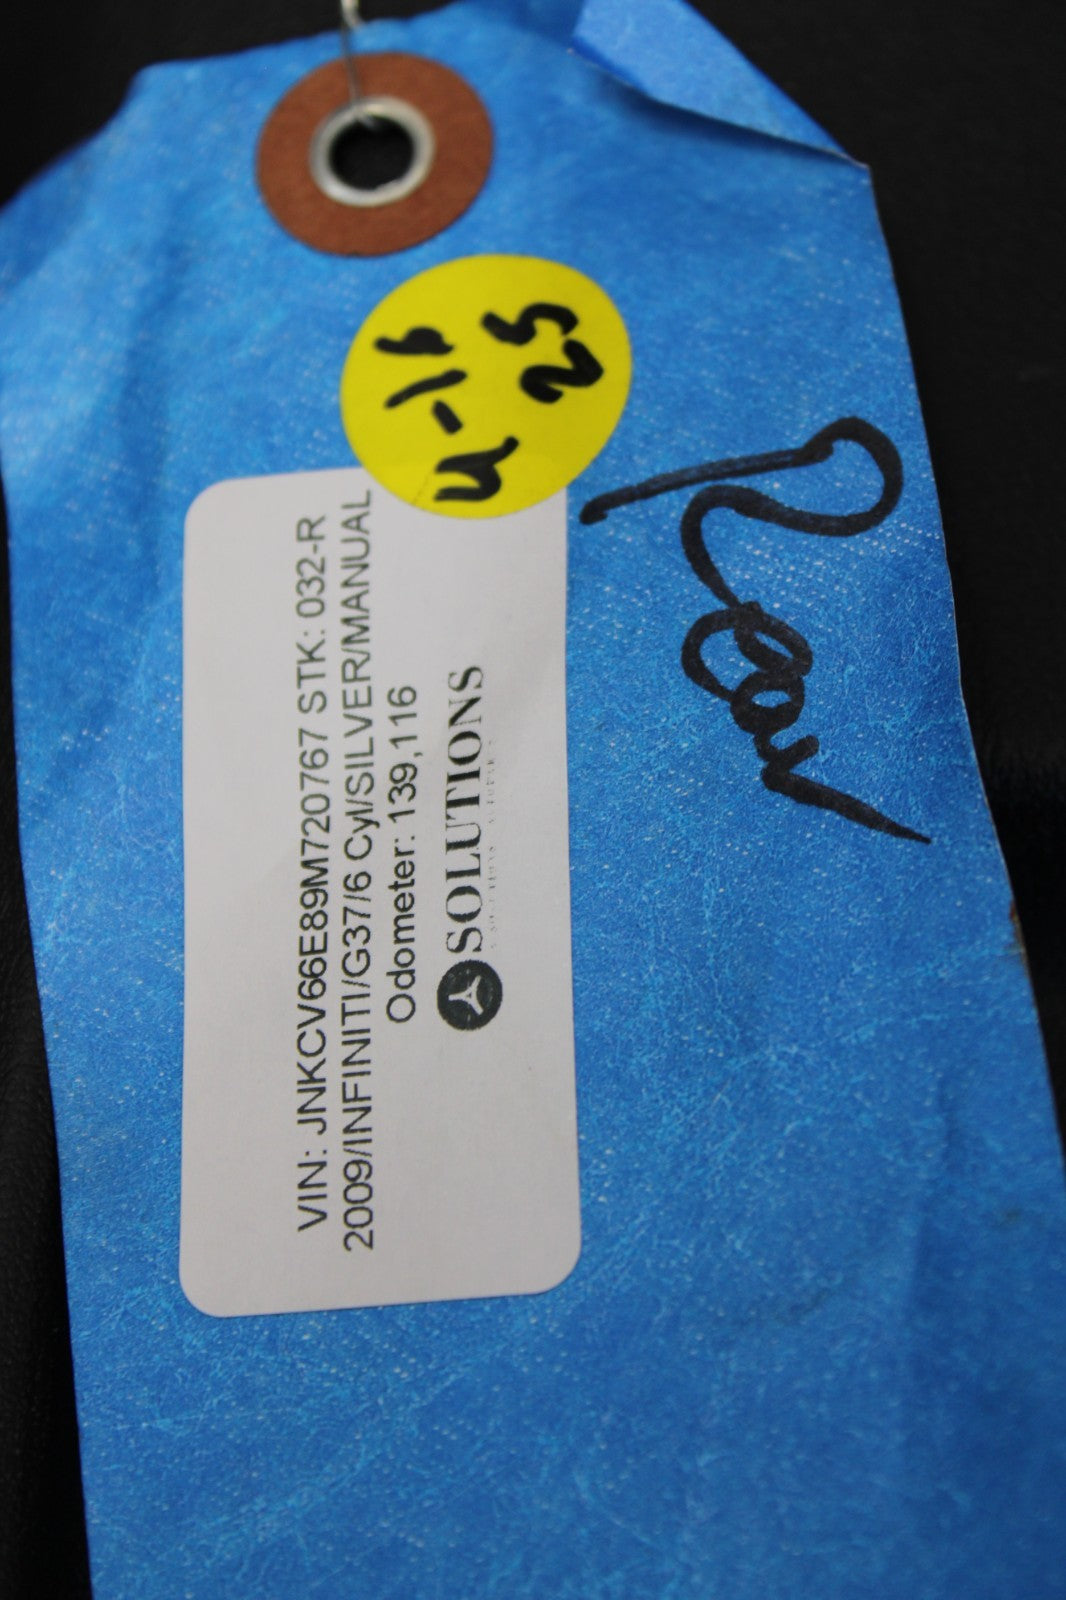 4-16
25
Rear
VIN: JNKCV66E89M720767 STK: 032-R
2009/INFINITI/G37/6 Cyl/SILVER/MANUAL
Odometer: 139,116
SOLUTIONS